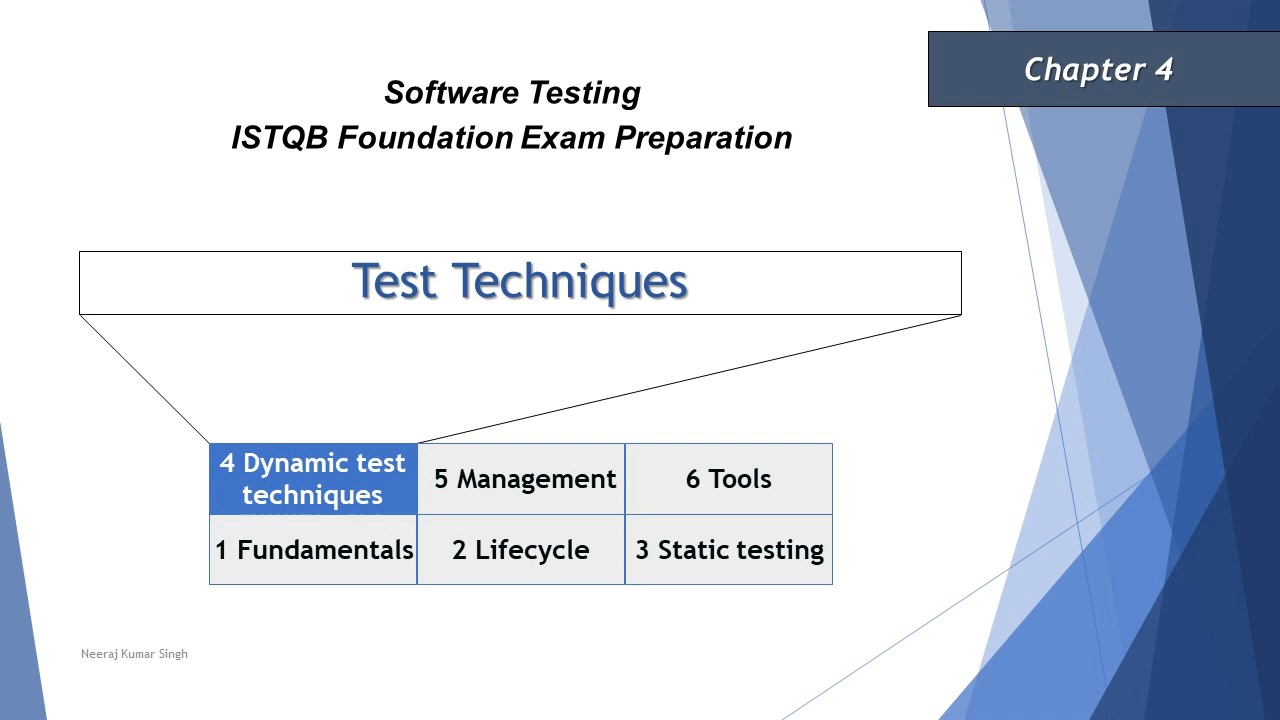 Chapter 4
Software Testing
ISTQB Foundation Exam Preparation
Test Techniques
4 Dynamic test
techniques
5 Management
6 Tools
1 Fundamentals
2 Lifecycle
3 Static testing
Neeraj Kumar Singh